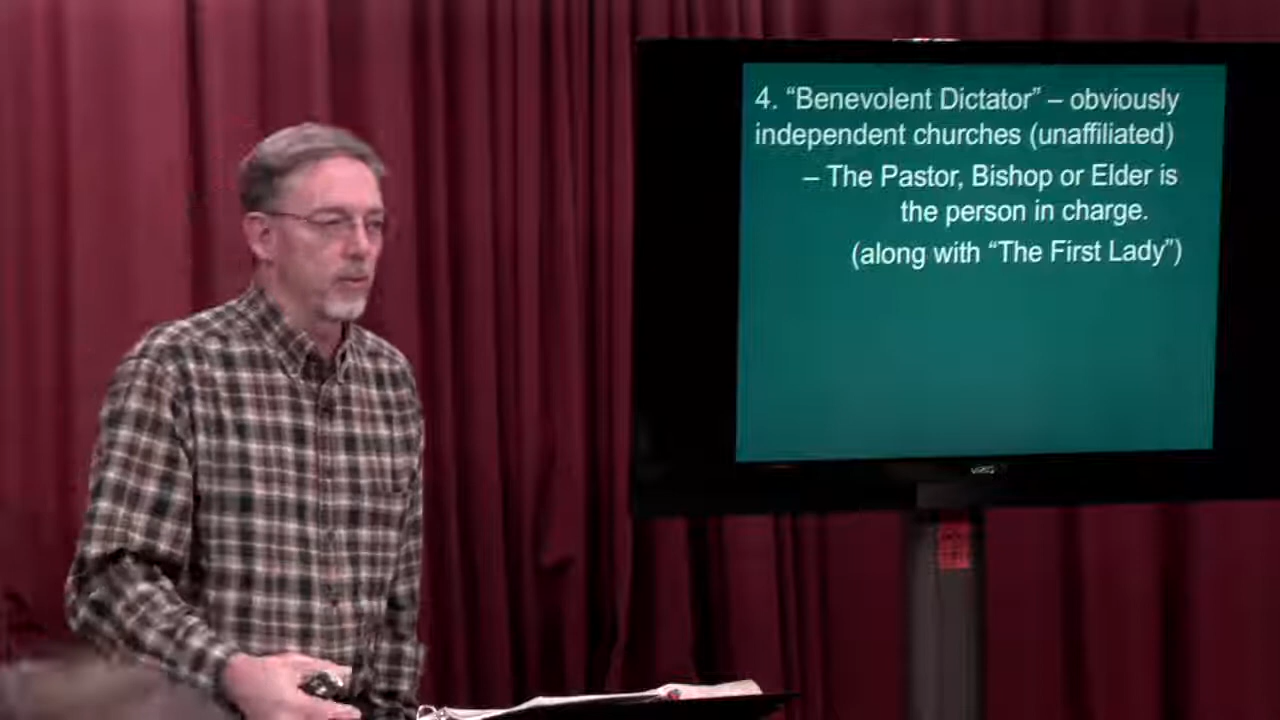 4. “Benevolent Dictator” – obviously
independent churches (unaffiliated)
– The Pastor, Bishop or Elder is
the person in charge.
(along with “The First Lady”)
VIZIO